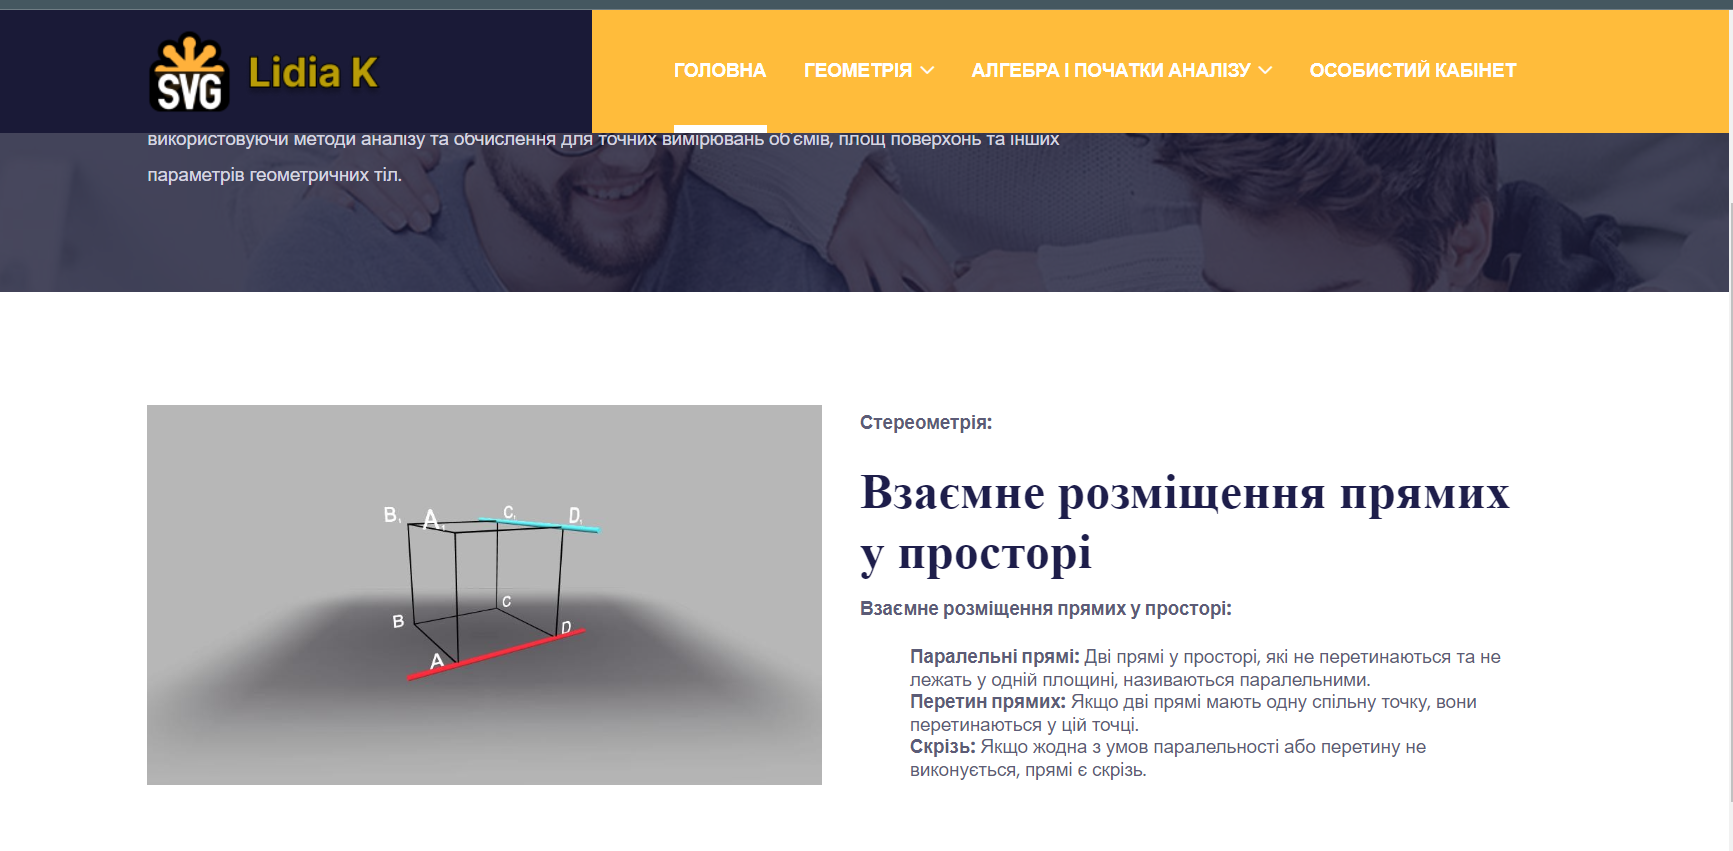 SVG
Lidia K
ГОЛОВНА
ГЕОМЕТРІЯ
АЛГЕБРА І ПОЧАТКИ АНАЛІЗУ
ОСОБИСТИЙ КАБІНЕТ
використовуючи методи аналізу та обчислення для точних вимірювань об'ємів, площ поверхонь та інших
параметрів геометричних тіл.
B₁ A₁ C₁ D₁
B C
A D
Стереометрія:
Взаємне розміщення прямих
у просторі
Взаємне розміщення прямих у просторі:
Паралельні прямі: Дві прямі у просторі, які не перетинаються та не
лежать у одній площині, називаються паралельними.
Перетин прямих: Якщо дві прямі мають одну спільну точку, вони
перетинаються у цій точці.
Скрізь: Якщо жодна з умов паралельності або перетину не
виконується, прямі є скрізь.